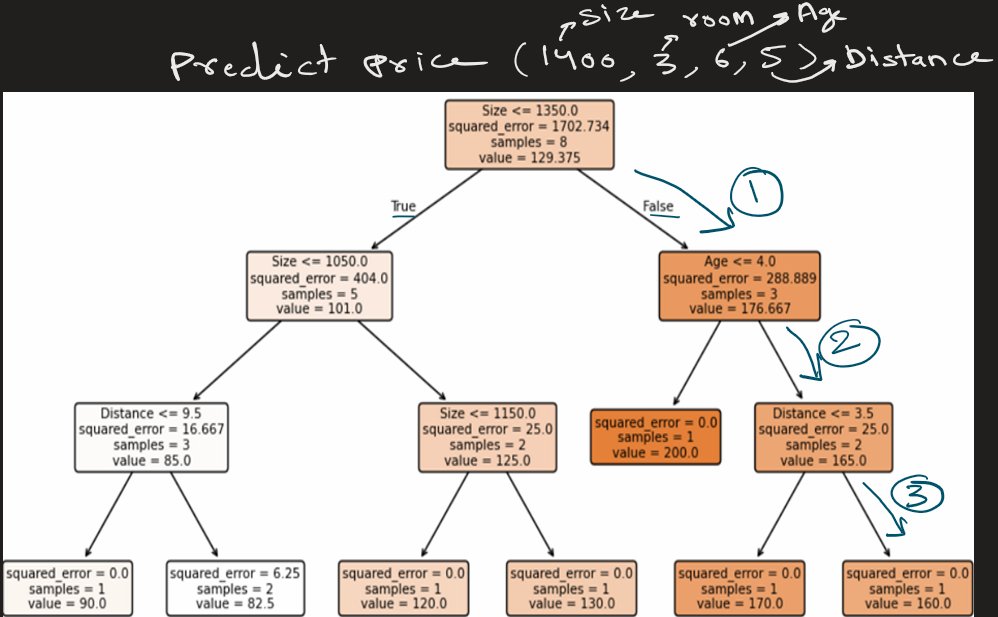 Size room Age
Predict price (1400, 3, 6, 5) Distance
Size <= 1350.0
squared_error = 1702.734
samples = 8
value = 129.375
True
False
1
Size <= 1050.0
squared_error = 404.0
samples = 5
value = 101.0
Age <= 4.0
squared_error = 288.889
samples = 3
value = 176.667
2
Distance <= 9.5
squared_error = 16.667
samples = 3
value = 85.0
Size <= 1150.0
squared_error = 25.0
samples = 2
value = 125.0
squared_error = 0.0
samples = 1
value = 200.0
Distance <= 3.5
squared_error = 25.0
samples = 2
value = 165.0
3
squared_error = 0.0
samples = 1
value = 90.0
squared_error = 6.25
samples = 2
value = 82.5
squared_error = 0.0
samples = 1
value = 120.0
squared_error = 0.0
samples = 1
value = 130.0
squared_error = 0.0
samples = 1
value = 170.0
squared_error = 0.0
samples = 1
value = 160.0